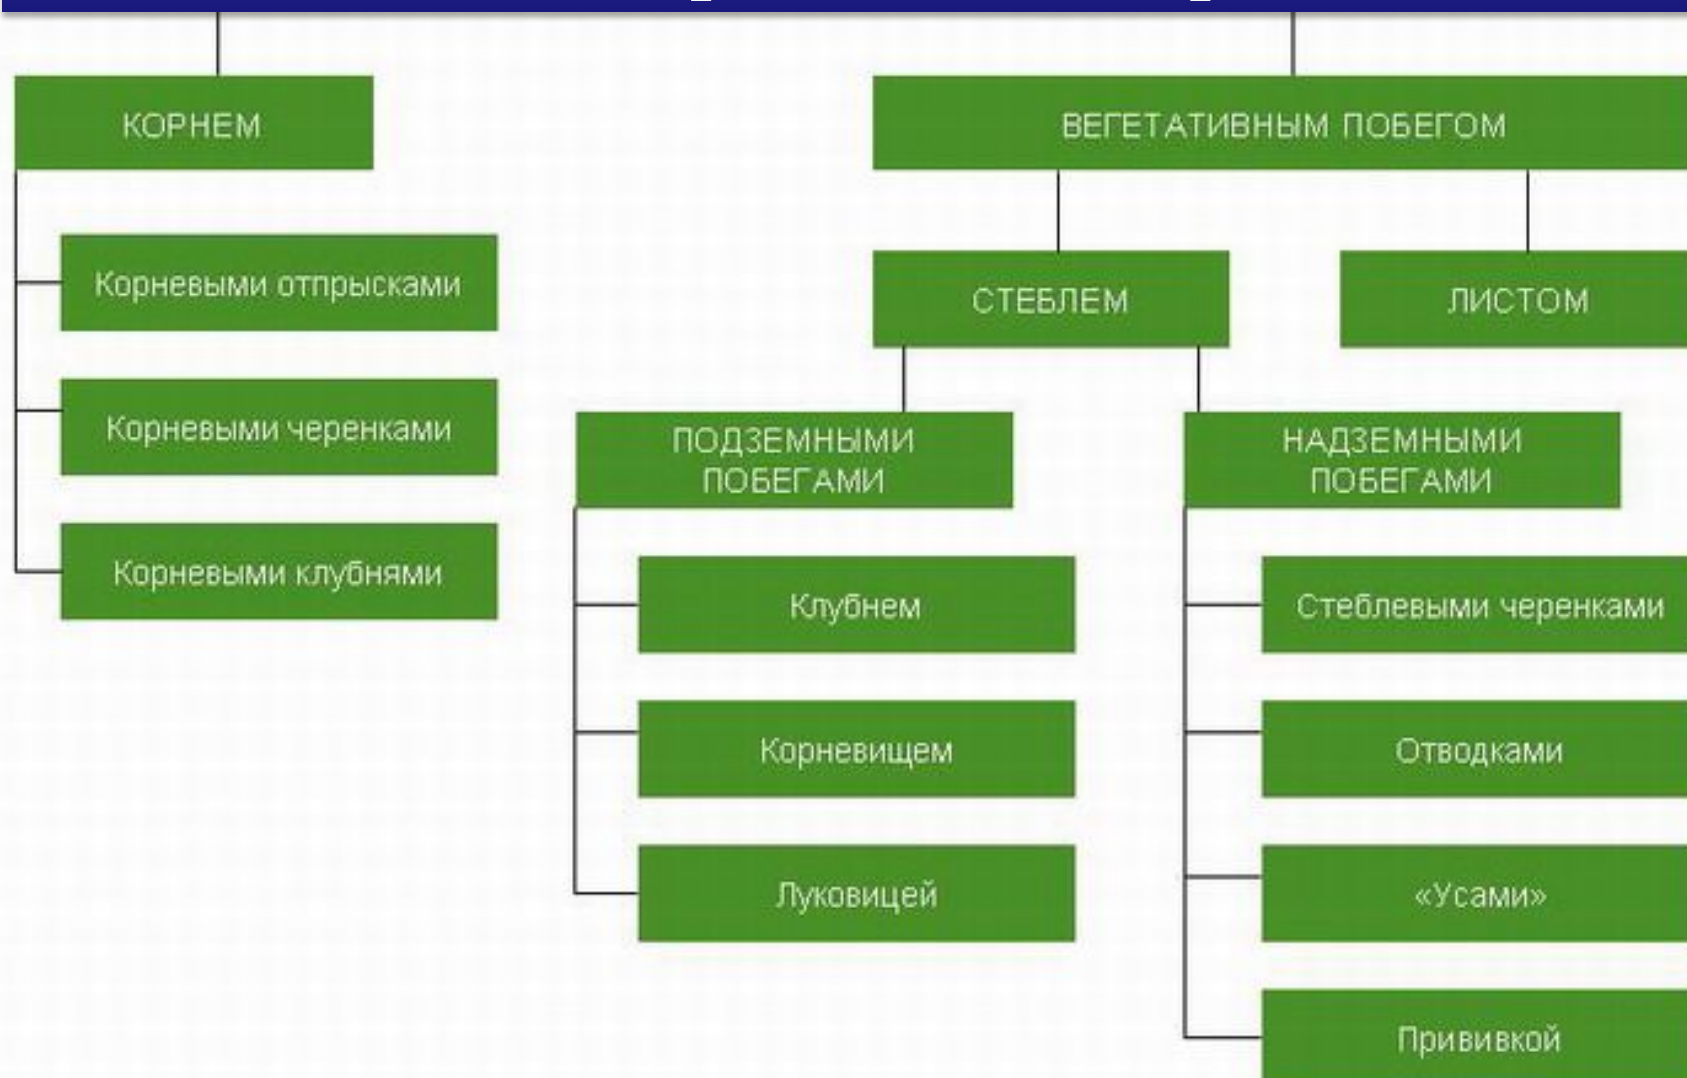 КОРНЕМ
ВЕГЕТАТИВНЫМ ПОБЕГОМ
Корневыми отпрысками
СТЕБЛЕМ
ЛИСТОМ
Корневыми черенками
ПОДЗЕМНЫМИ
ПОБЕГАМИ
НАДЗЕМНЫМИ
ПОБЕГАМИ
Корневыми клубнями
Клубнем
Стеблевыми черенками
Корневищем
Отводками
Луковицей
«Усами»
Прививкой